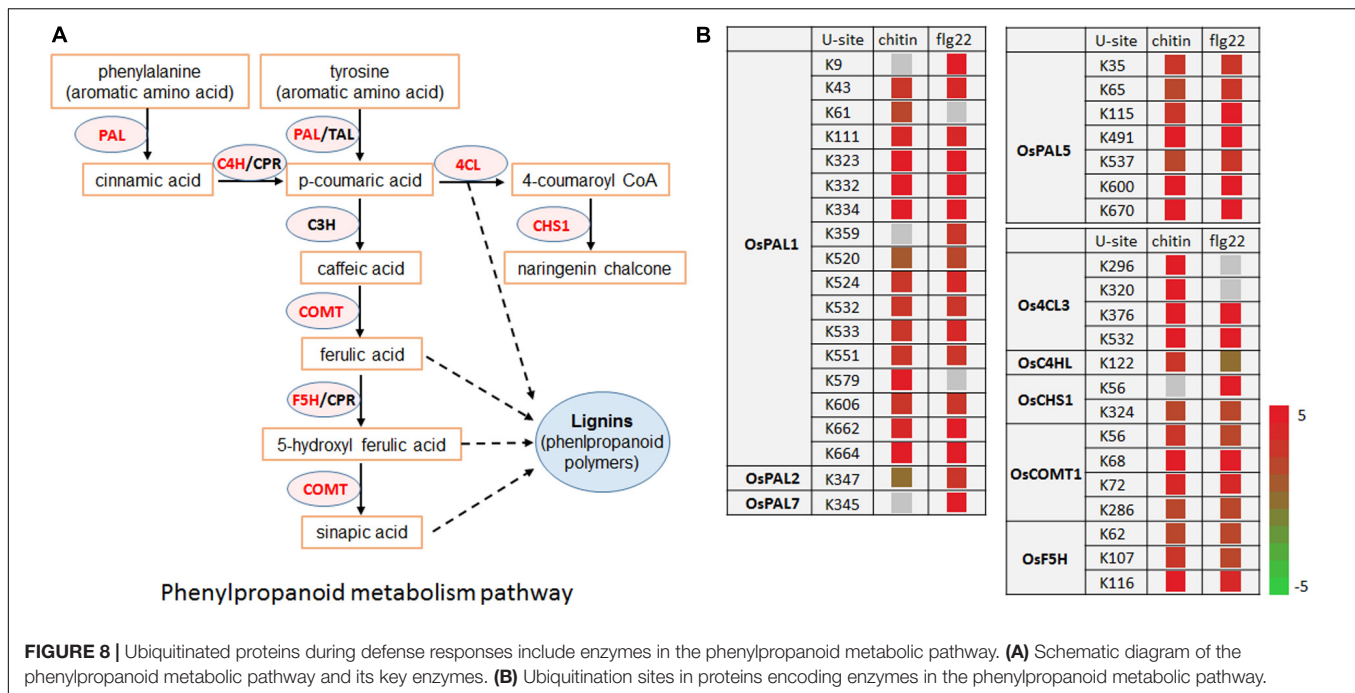 A
phenylalanine
(aromatic amino acid)
tyrosine
(aromatic amino acid)
PAL
PAL/TAL
C4H/CPR
4CL
cinnamic acid
p-coumaric acid
4-coumaroyl CoA
C3H
CHS1
caffeic acid
naringenin chalcone
COMT
ferulic acid
F5H/CPR
Lignins
(phenlpropanoid
polymers)
5-hydroxyl ferulic acid
COMT
sinapic acid
Phenylpropanoid metabolism pathway
B
U-site chitin flg22
OsPAL1
K9
K43
K61
K111
K323
K332
K334
K359
K520
K524
K532
K533
K551
K579
K606
K662
K664
OsPAL2 K347
OsPAL7 K345
U-site chitin flg22
OsPAL5
K35
K65
K115
K491
K537
K600
K670
U-site chitin flg22
Os4CL3
K296
K320
K376
K532
OsC4HL K122
OsCHS1
K56
K324
OsCOMT1
K56
K68
K72
K286
OsF5H
K62
K107
K116
5
-5
FIGURE 8 | Ubiquitinated proteins during defense responses include enzymes in the phenylpropanoid metabolic pathway. (A) Schematic diagram of the
phenylpropanoid metabolic pathway and its key enzymes. (B) Ubiquitination sites in proteins encoding enzymes in the phenylpropanoid metabolic pathway.